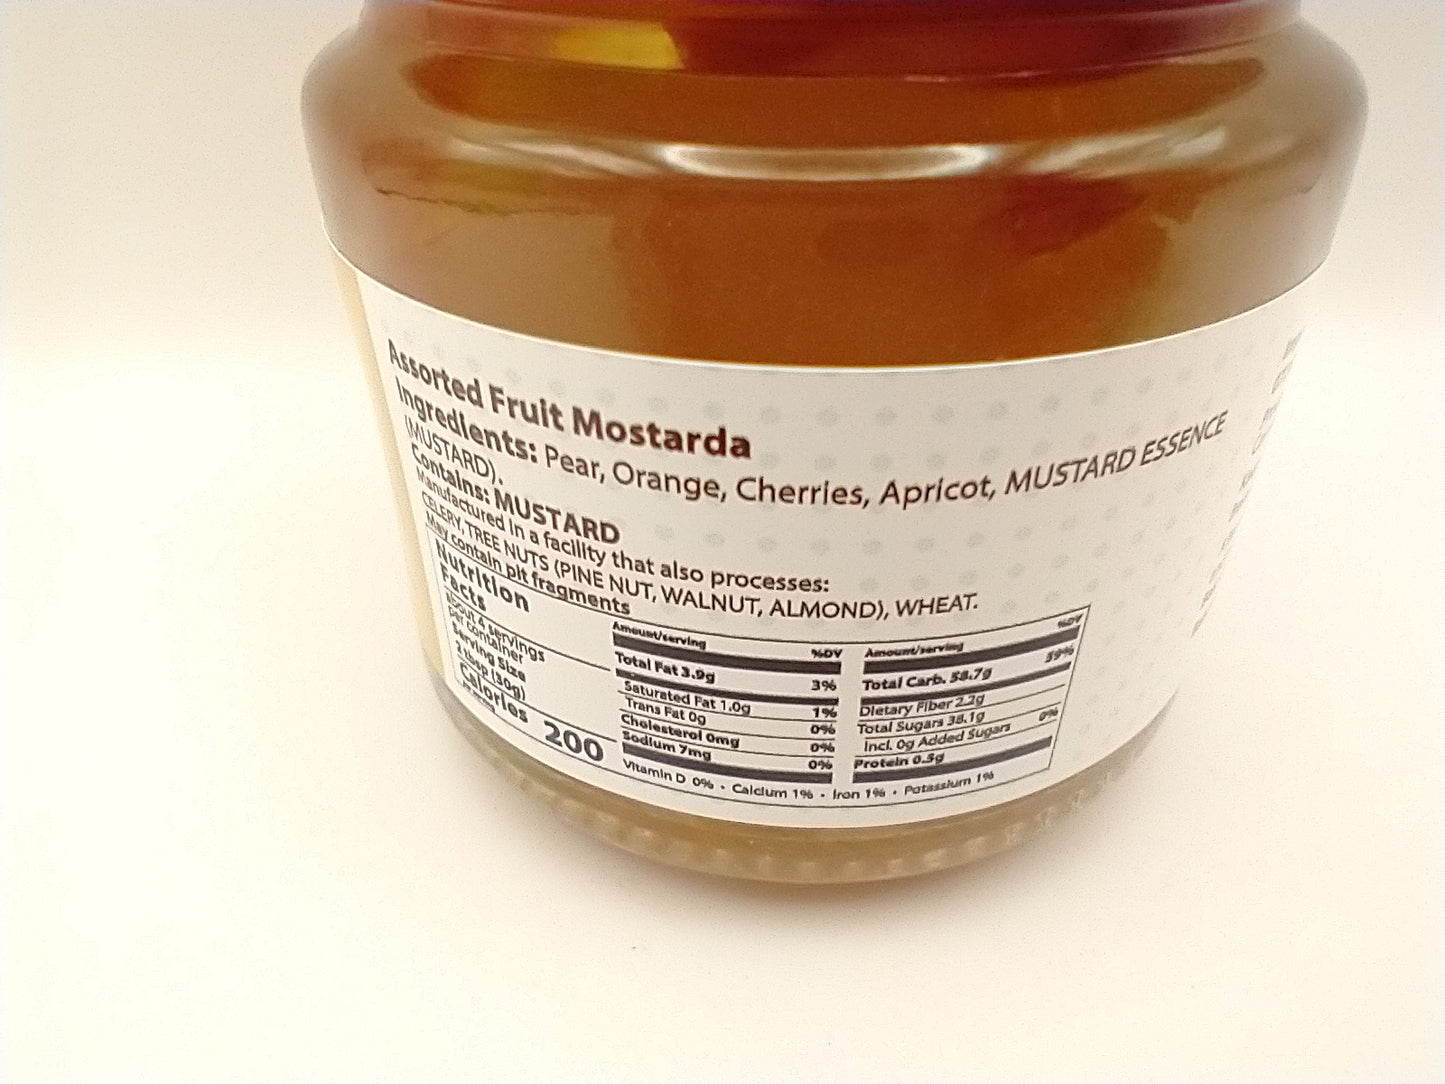 Assorted Fruit Mostarda
Ingredients: Pear, Orange, Cherries, Apricot, MUSTARD ESSENCE
(MUSTARD).
Contains: MUSTARD
Manufactured in a facility that also processes:
CELERY, TREE NUTS (PINE NUT, WALNUT, ALMOND), WHEAT.
May contain pit fragments
Nutrition
Facts
about 4 servings
per container
Serving Size
2 tbsp (30g)
Calories
200
Amount/serving %DV
Total Fat 3.9g 3%
Saturated Fat 1.0g 1%
Trans Fat 0g 0%
Cholesterol 0mg 0%
Sodium 7mg 0%
Amount/serving %DV
Total Carb. 58.7g 39%
Dietary Fiber 2.2g
Total Sugars 38.1g
Incl. 0g Added Sugars 0%
Protein 0.5g
Vitamin D 0% • Calcium 1% • Iron 1% • Potassium 1%